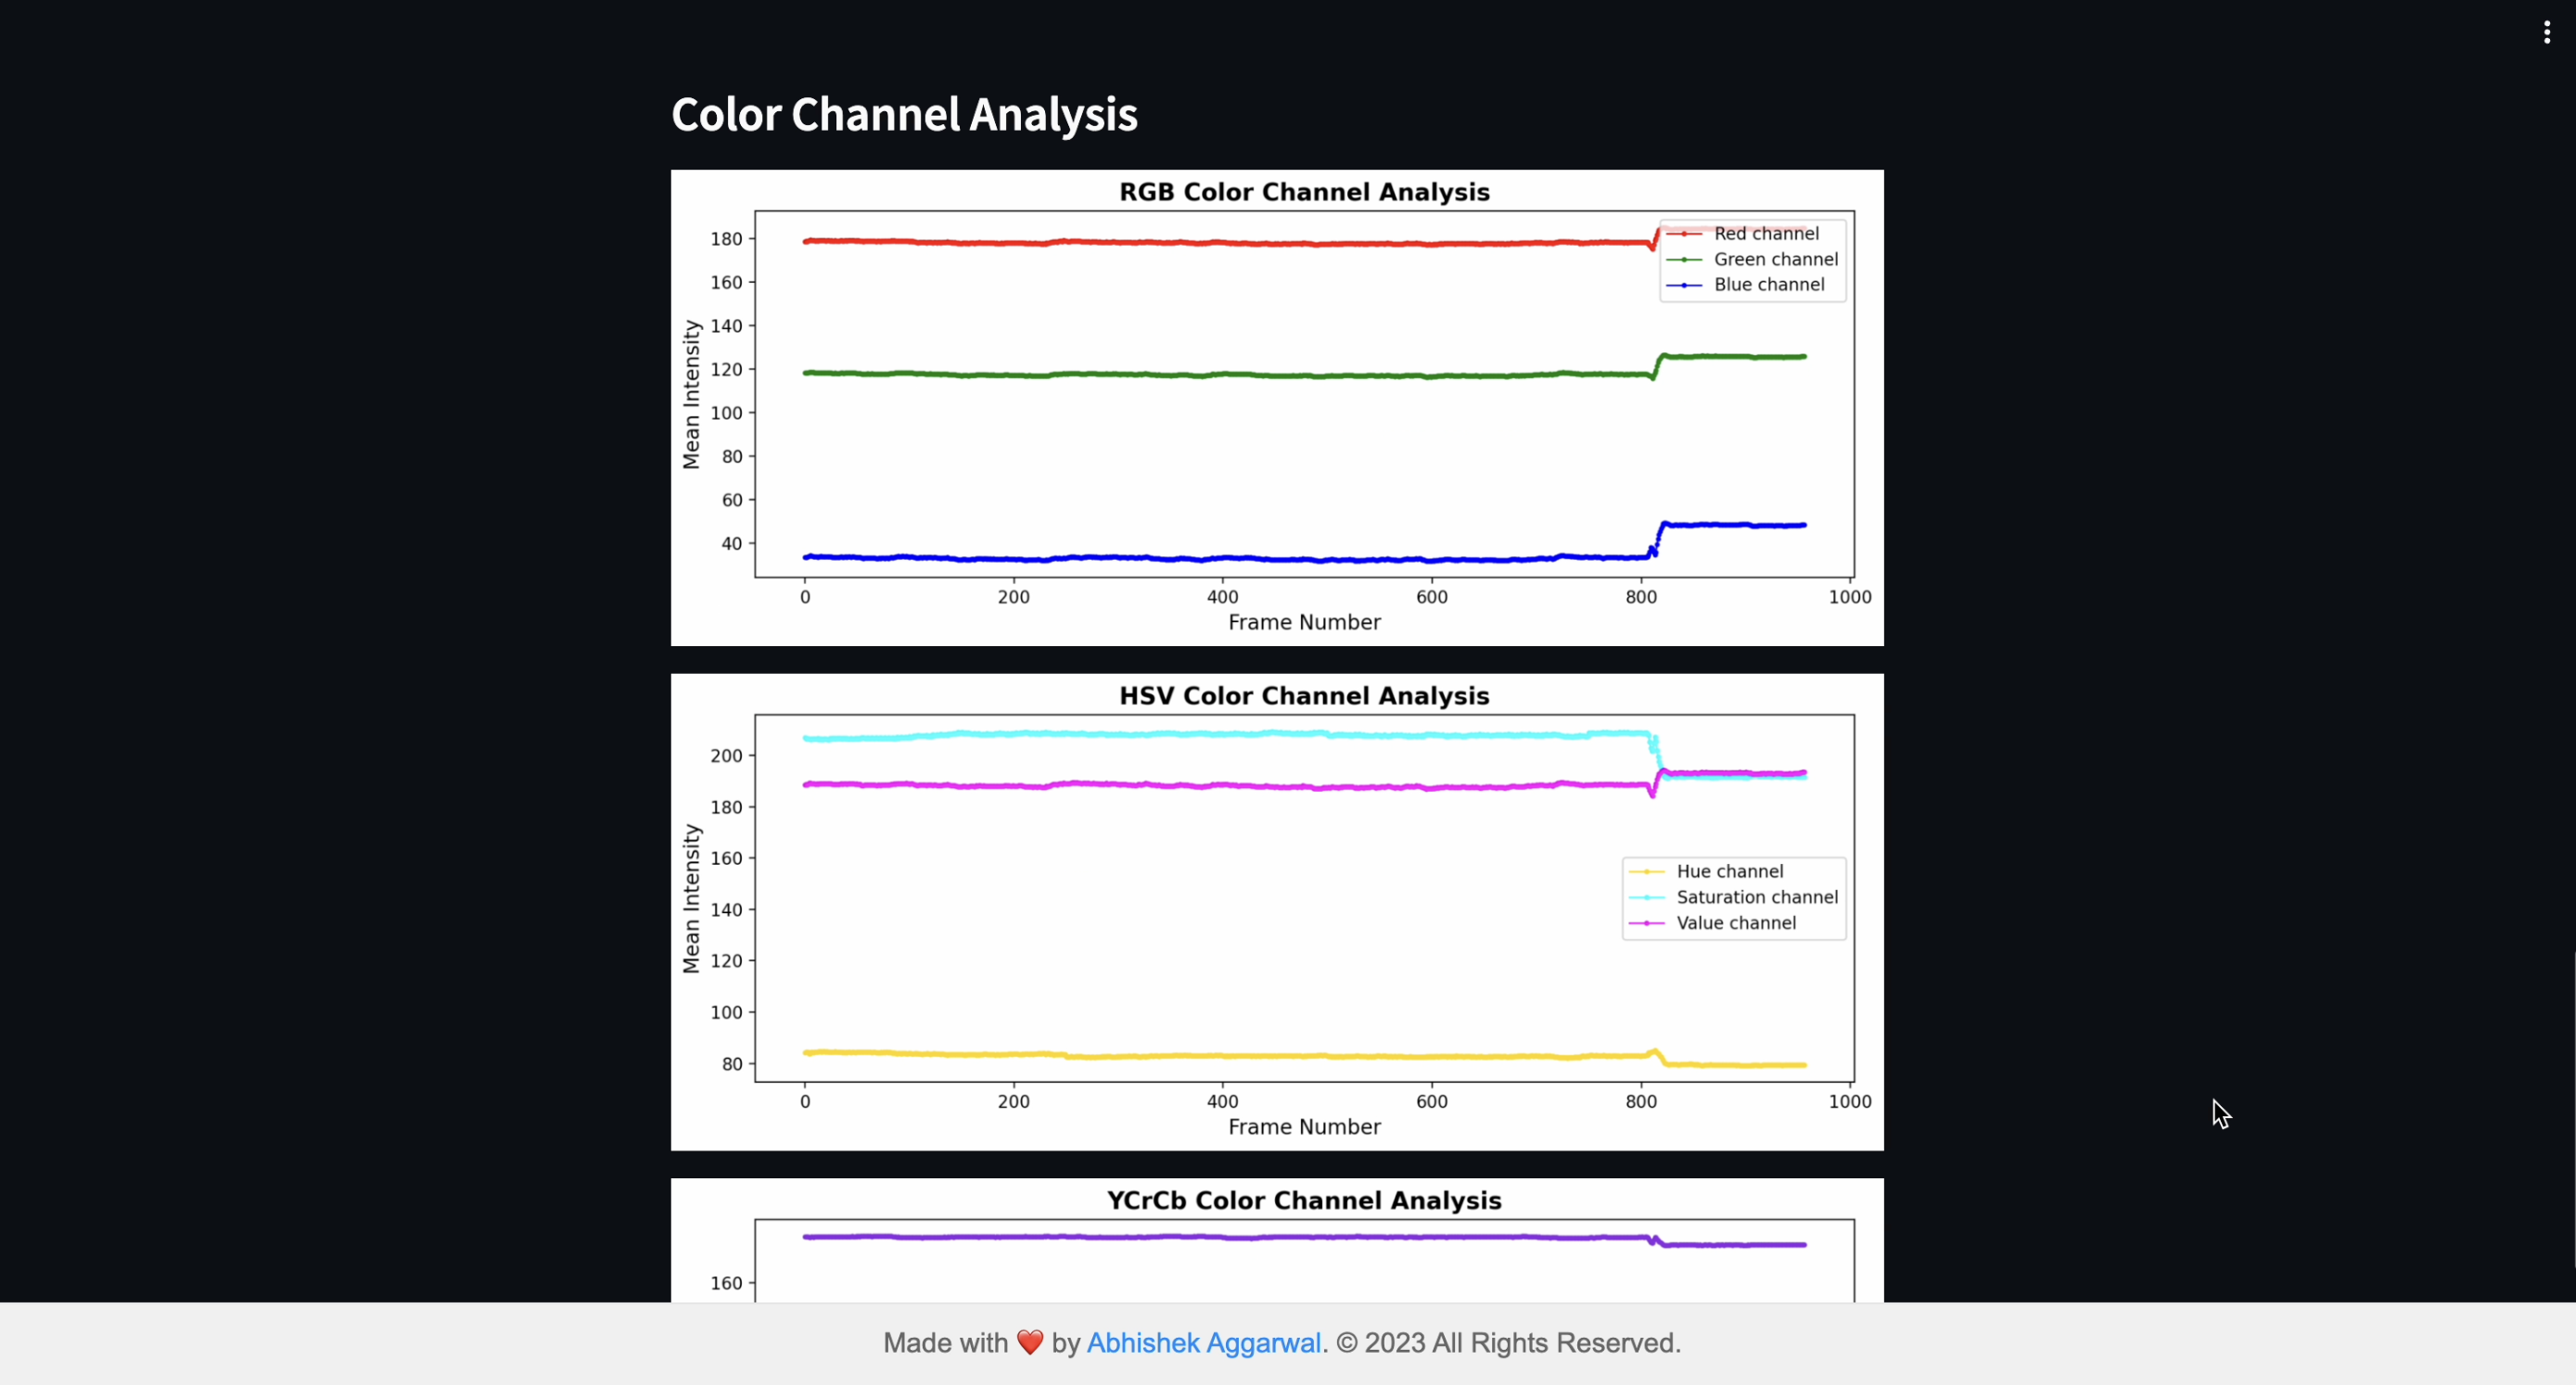 Color Channel Analysis
RGB Color Channel Analysis
Mean Intensity
180
160
140
120
100
80
60
40
Red channel
Green channel
Blue channel
0 200 400 600 800 1000
Frame Number
HSV Color Channel Analysis
Mean Intensity
200
180
160
140
120
100
80
Hue channel
Saturation channel
Value channel
0 200 400 600 800 1000
Frame Number
YCrCb Color Channel Analysis
160
Made with ❤️ by Abhishek Aggarwal. © 2023 All Rights Reserved.